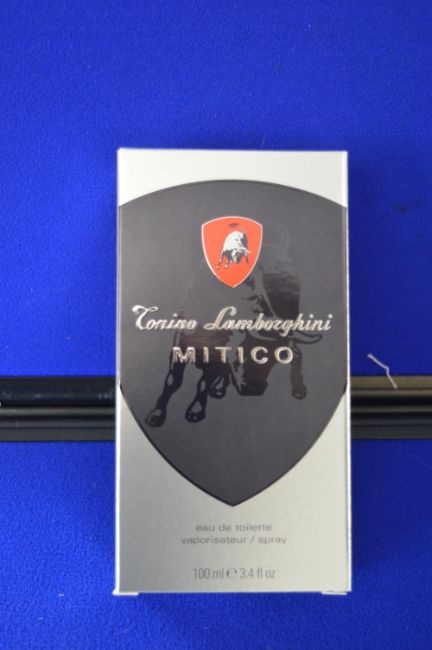 Tonino Lamborghini
MITICO
eau de toilette
vaporisateur / spray
100 ml ℮ 3.4 fl oz